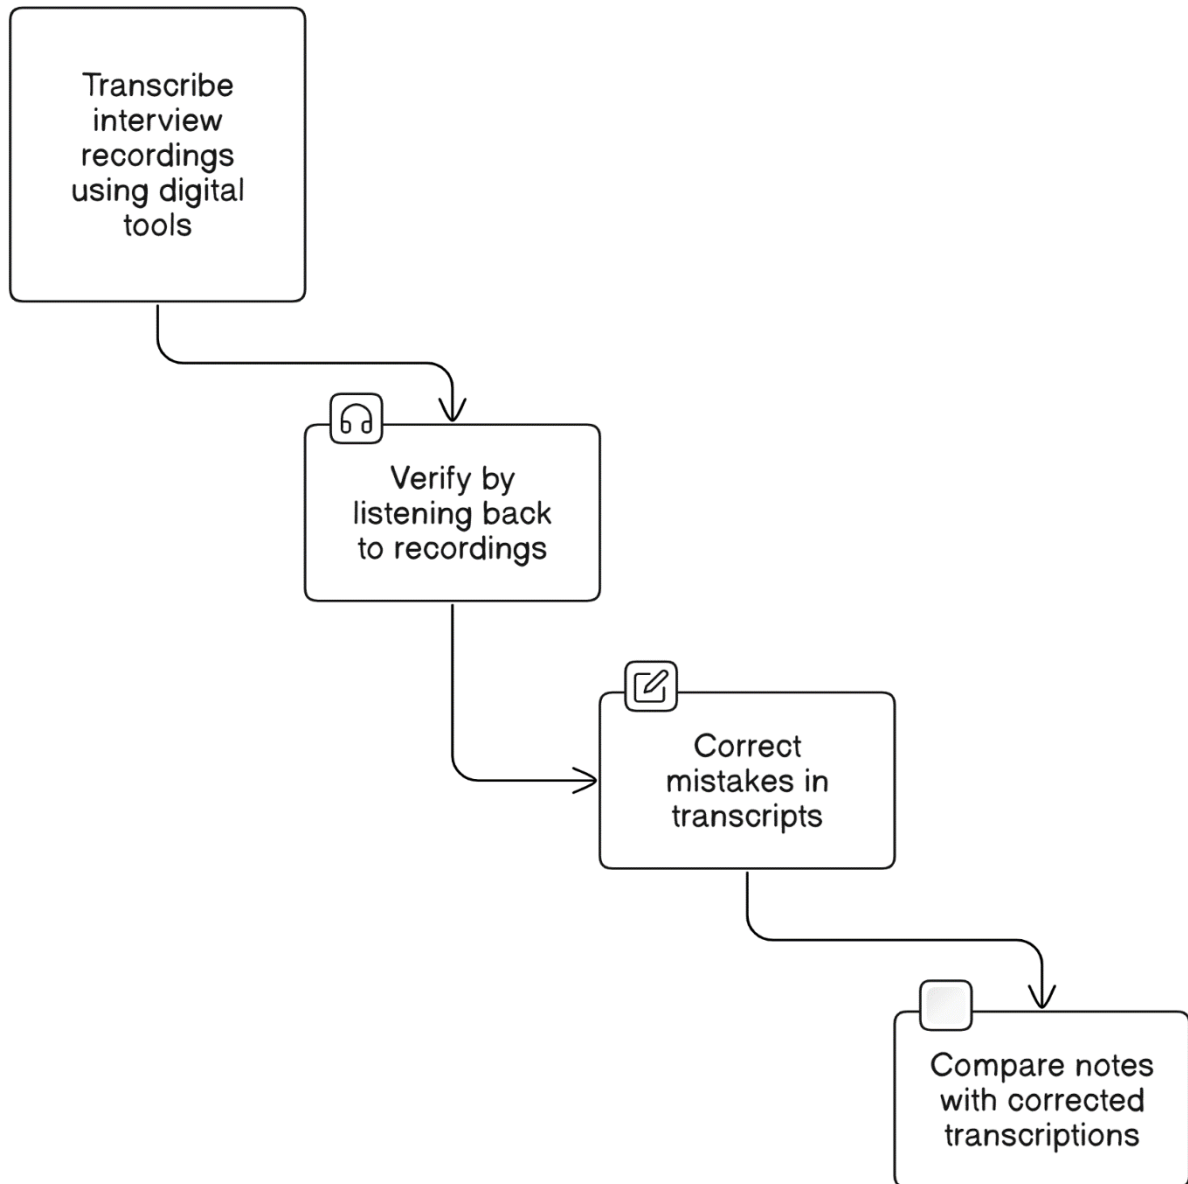 Transcribe
interview
recordings
using digital
tools
Verify by
listening back
to recordings
Correct
mistakes in
transcripts
Compare notes
with corrected
transcriptions